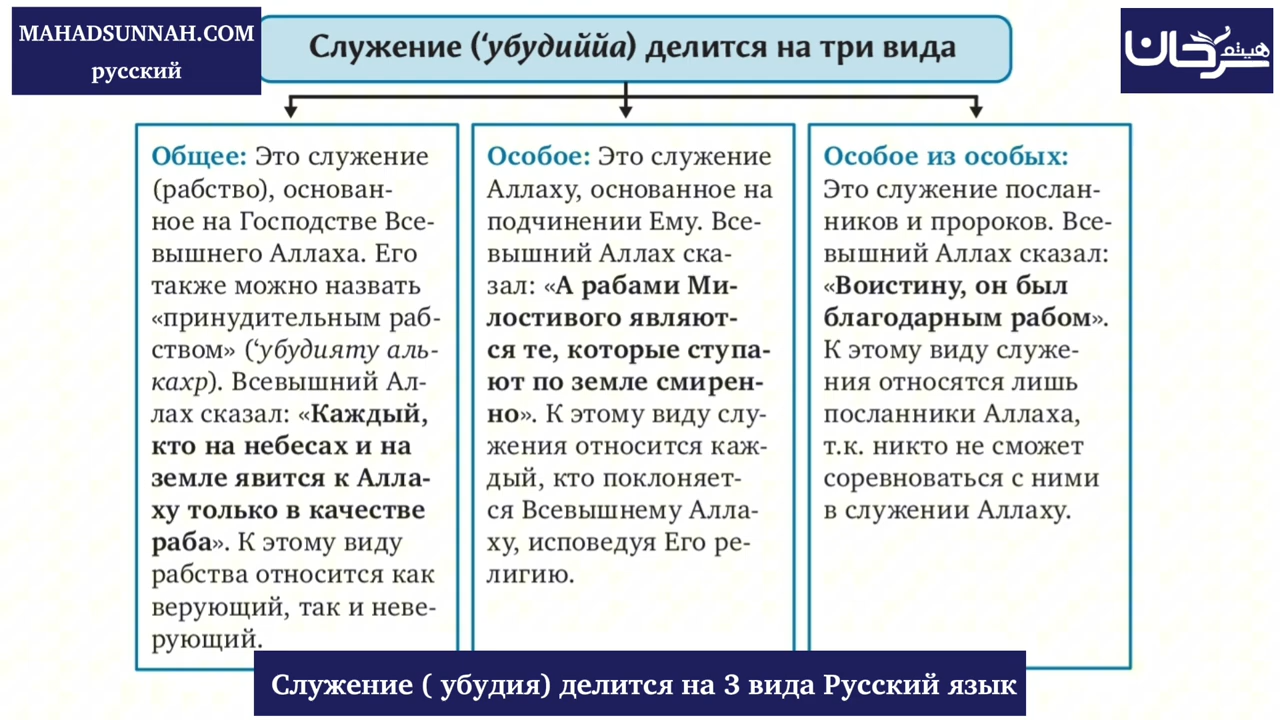 MAHADSUNNAH.COM
русский
Служение (‘убудиййа) делится на три вида
هيثم
سرحان
Общее: Это служение
(рабство), основан-
ное на Господстве Все-
вышнего Аллаха. Его
также можно назвать
«принудительным раб-
ством» (‘убудияту аль-
кахр). Всевышний Ал-
лах сказал: «Каждый,
кто на небесах и на
земле явится к Алла-
ху только в качестве
раба». К этому виду
рабства относится как
верующий, так и неве-
рующий.
Особое: Это служение
Аллаху, основанное на
подчинении Ему. Все-
вышний Аллах ска-
зал: «А рабами Ми-
лостивого являют-
ся те, которые ступа-
ют по земле смирен-
но». К этому виду слу-
жения относится каж-
дый, кто поклоняет-
ся Всевышнему Алла-
ху, исповедуя Его ре-
лигию.
Особое из особых:
Это служение послан-
ников и пророков. Все-
вышний Аллах сказал:
«Воистину, он был
благодарным рабом».
К этому виду служе-
ния относятся лишь
посланники Аллаха,
т.к. никто не сможет
соревноваться с ними
в служении Аллаху.
Служение ( убудия) делится на 3 вида Русский язык